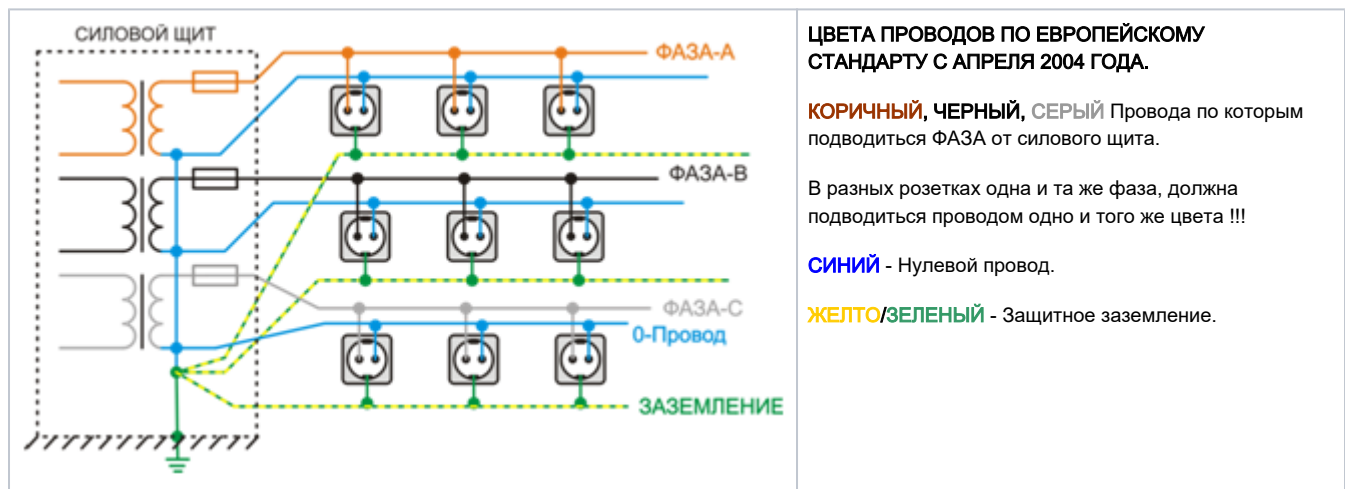 СИЛОВОЙ ЩИТ
ФАЗА-А
ФАЗА-В
ФАЗА-С
0-Провод
ЗАЗЕМЛЕНИЕ
ЦВЕТА ПРОВОДОВ ПО ЕВРОПЕЙСКОМУ
СТАНДАРТУ С АПРЕЛЯ 2004 ГОДА.
КОРИЧНЫЙ, ЧЕРНЫЙ, СЕРЫЙ Провода по которым
подводиться ФАЗА от силового щита.
В разных розетках одна и та же фаза, должна
подводиться проводом одно и того же цвета !!!
СИНИЙ - Нулевой провод.
ЖЕЛТО/ЗЕЛЕНЫЙ - Защитное заземление.